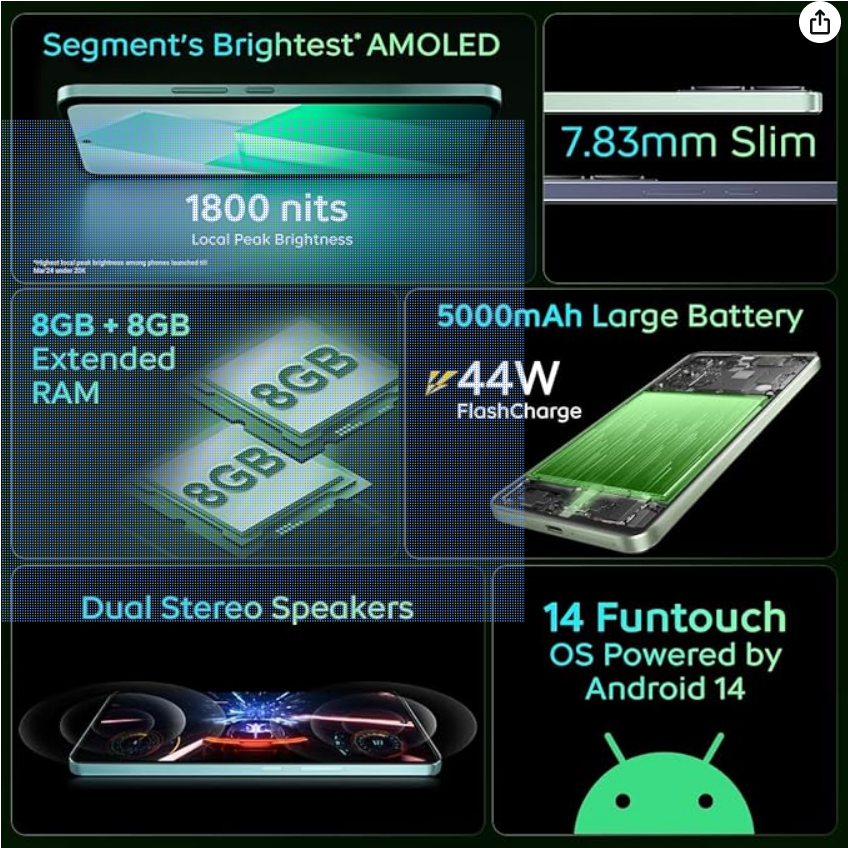 Segment's Brightest* AMOLED
1800 nits
Local Peak Brightness
*Highest local peak brightness among phones launched till
Mar'24 under 20K
7.83mm Slim
8GB + 8GB
Extended
RAM
8GB
8GB
5000mAh Large Battery
44W
FlashCharge
Dual Stereo Speakers
14 Funtouch
OS Powered by
Android 14